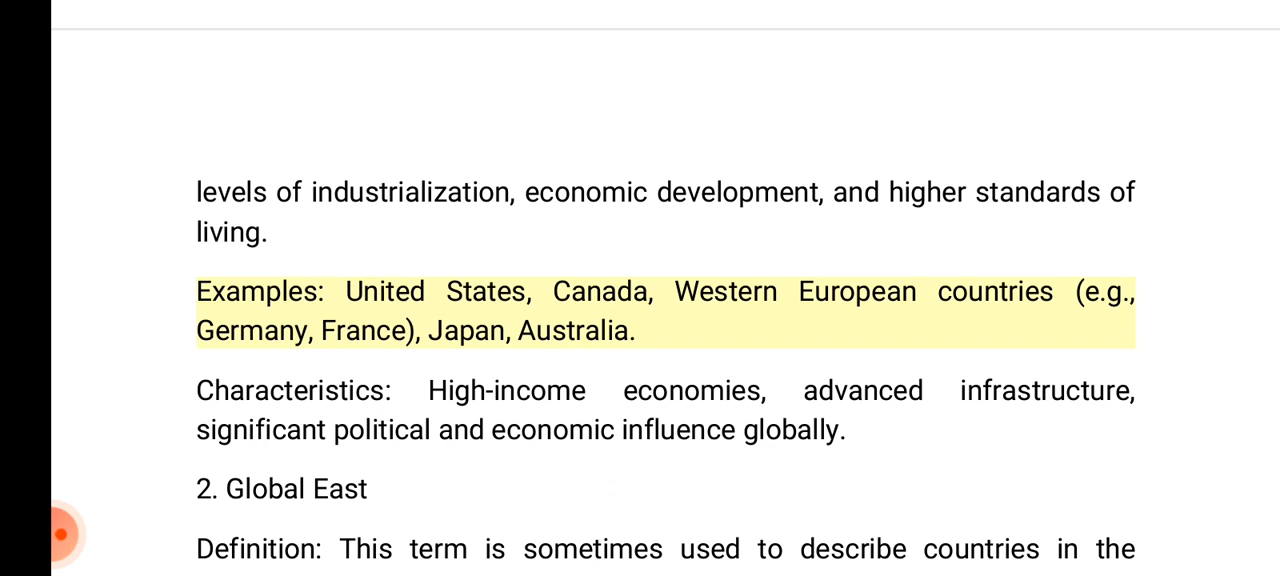 levels of industrialization, economic development, and higher standards of
living.
Examples: United States, Canada, Western European countries (e.g.,
Germany, France), Japan, Australia.
Characteristics: High-income economies, advanced infrastructure,
significant political and economic influence globally.
2. Global East
Definition: This term is sometimes used to describe countries in the